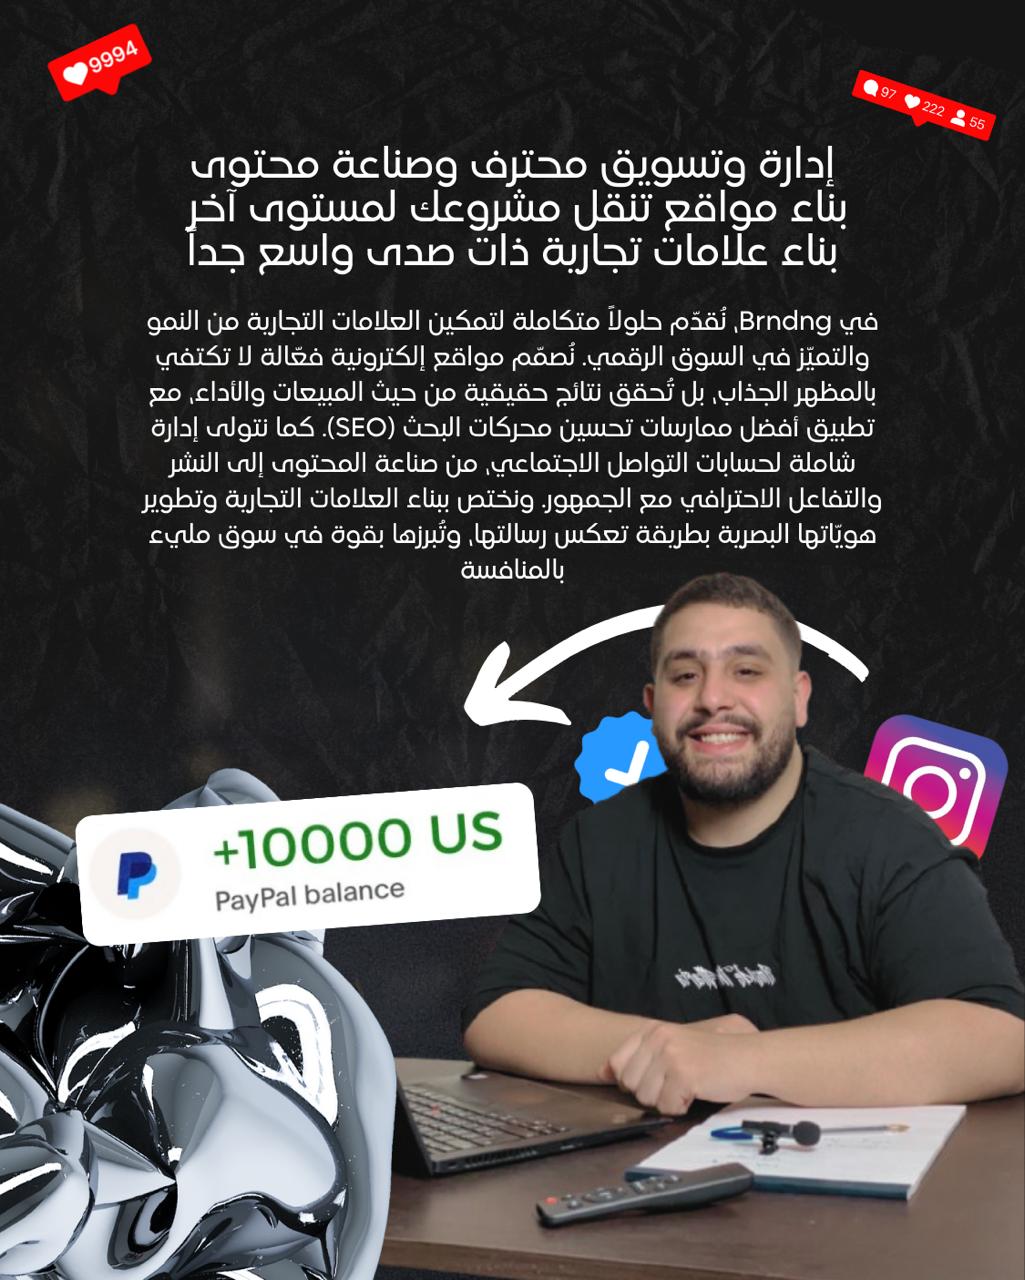 9994
97 222 55
إدارة وتسويق محترف وصناعة محتوى
بناء مواقع تنقل مشروعك لمستوى آخر
بناء علامات تجارية ذات صدى واسع جداً
في Brndng، نُقدّم حلولاً متكاملة لتمكين العلامات التجارية من النمو
والتميّز في السوق الرقمي. نُصمّم مواقع إلكترونية فعّالة لا تكتفي
بالمظهر الجذاب، بل تُحقق نتائج حقيقية من حيث المبيعات والأداء، مع
تطبيق أفضل ممارسات تحسين محركات البحث (SEO). كما نتولى إدارة
شاملة لحسابات التواصل الاجتماعي، من صناعة المحتوى إلى النشر
والتفاعل الاحترافي مع الجمهور. ونختص ببناء العلامات التجارية وتطوير
هويّاتها البصرية بطريقة تعكس رسالتها، وتُبرزها بقوة في سوق مليء
بالمنافسة
+10000 US
PayPal balance